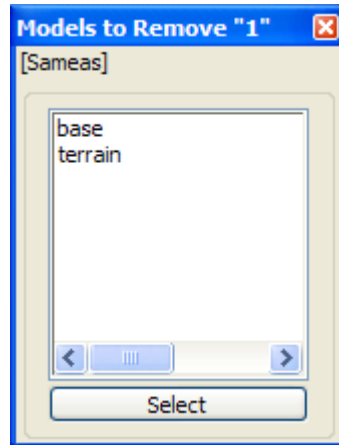 Models to Remove "1"
[Sameas]
base
terrain
Select